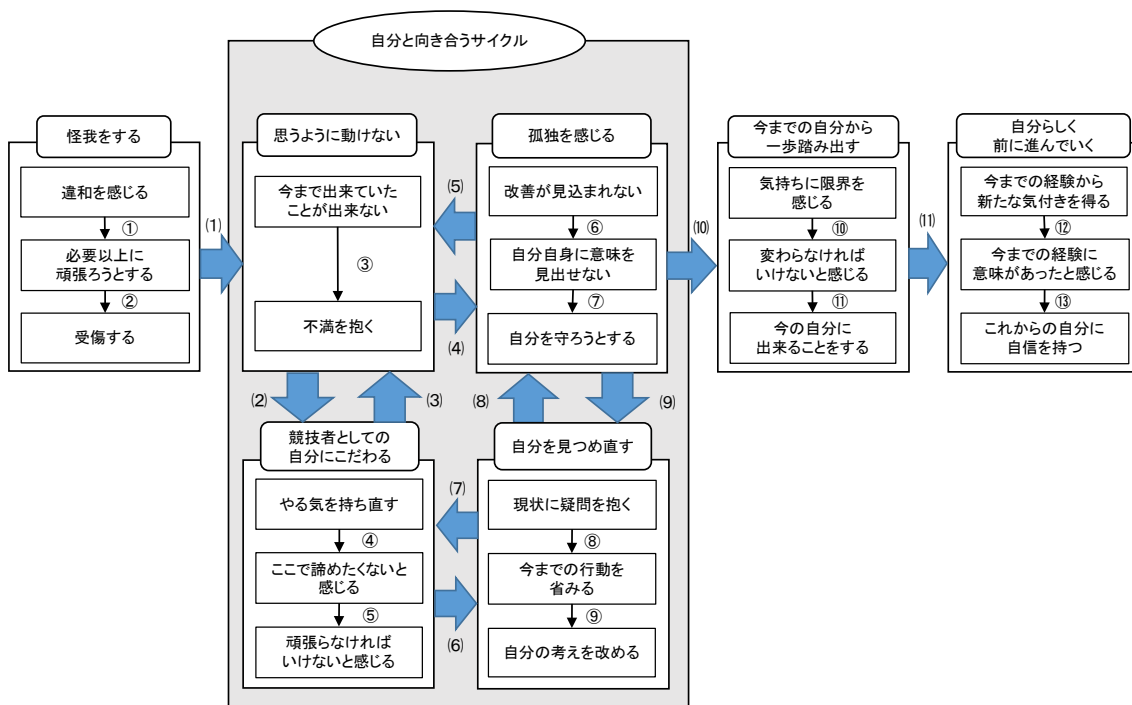 自分と向き合うサイクル
怪我をする
違和を感じる
①
必要以上に
頑張ろうとする
②
受傷する
(1)
思うように動けない
今まで出来ていた
ことが出来ない
③
不満を抱く
(5)
(4)
孤独を感じる
改善が見込まれない
⑥
自分自身に意味を
見出せない
⑦
自分を守ろうとする
(10)
今までの自分から
一歩踏み出す
気持ちに限界を
感じる
⑩
変わらなければ
いけないと感じる
⑪
今の自分に
出来ることをする
(11)
自分らしく
前に進んでいく
今までの経験から
新たな気付きを得る
⑫
今までの経験に
意味があったと感じる
⑬
これからの自分に
自信を持つ
(2)
(3)
(8)
(9)
競技者としての
自分にこだわる
やる気を持ち直す
④
ここで諦めたくないと
感じる
⑤
頑張らなければ
いけないと感じる
(7)
(6)
自分を見つめ直す
現状に疑問を抱く
⑧
今までの行動を
省みる
⑨
自分の考えを改める